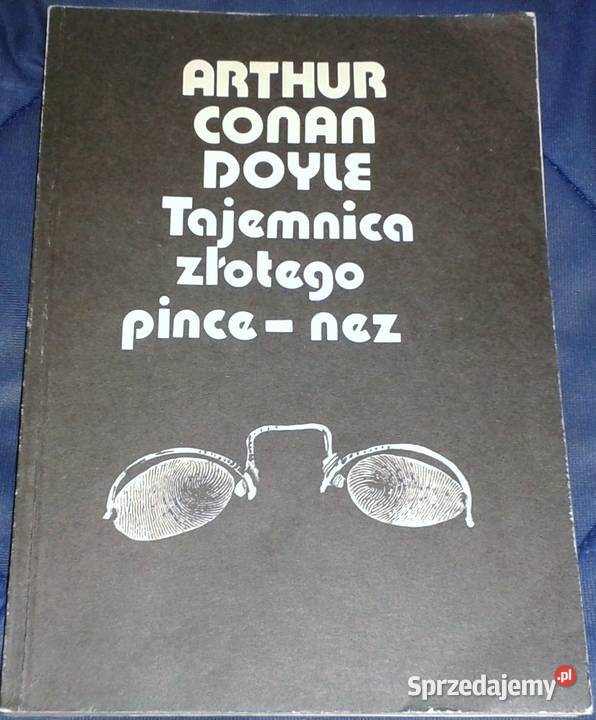 ARTHUR
CONAN
DOYLE
Tajemnica
złotego
pince - nez
Sprzedajemy.pl